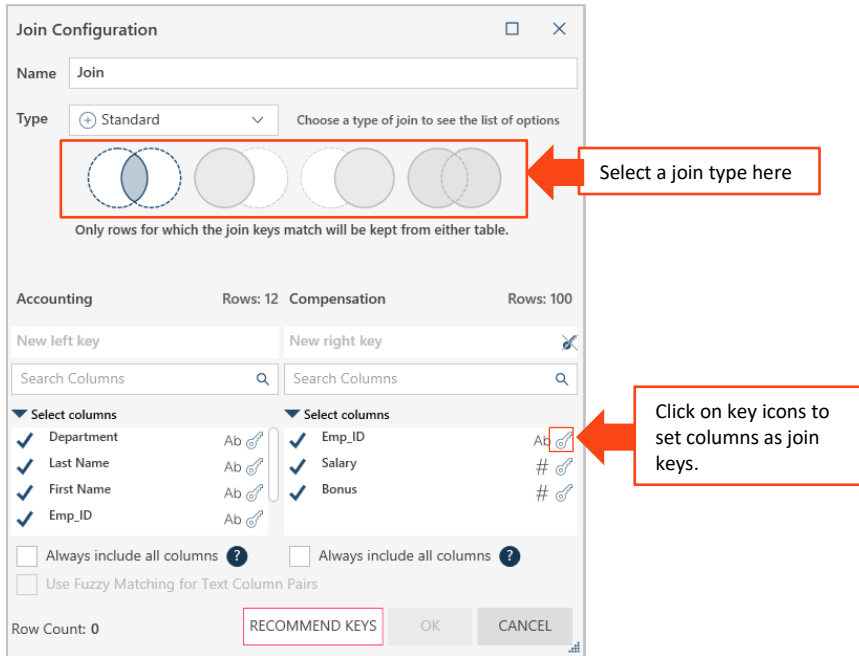 Join Configuration
Name Join
Type Standard Choose a type of join to see the list of options
Select a join type here
Only rows for which the join keys match will be kept from either table.
Accounting Rows: 12 Compensation Rows: 100
New left key New right key
Search Columns Search Columns
Select columns Select columns
Department Ab Emp_ID Ab
Last Name Ab Salary #
First Name Ab Bonus #
Emp_ID Ab
Click on key icons to
set columns as join
keys.
Always include all columns ? Always include all columns ?
Use Fuzzy Matching for Text Column Pairs
Row Count: 0 RECOMMEND KEYS OK CANCEL